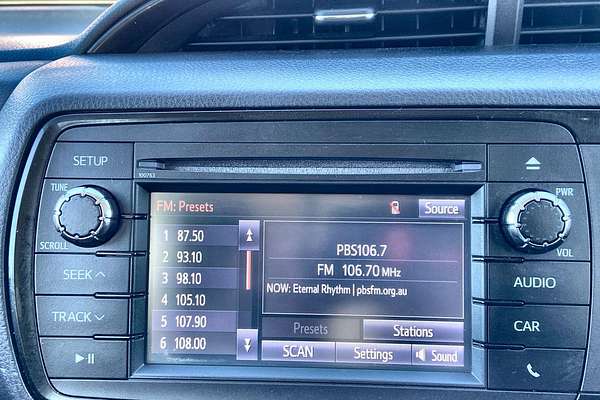 SETUP
100763
TUNE
SCROLL
SEEK
TRACK
FM: Presets
Source
1 87.50
2 93.10
3 98.10
4 105.10
5 107.90
6 108.00
PBS106.7
FM 106.70 MHz
NOW: Eternal Rhythm | pbsfm.org.au
Presets
Stations
SCAN
Settings
Sound
PWR
VOL
AUDIO
CAR